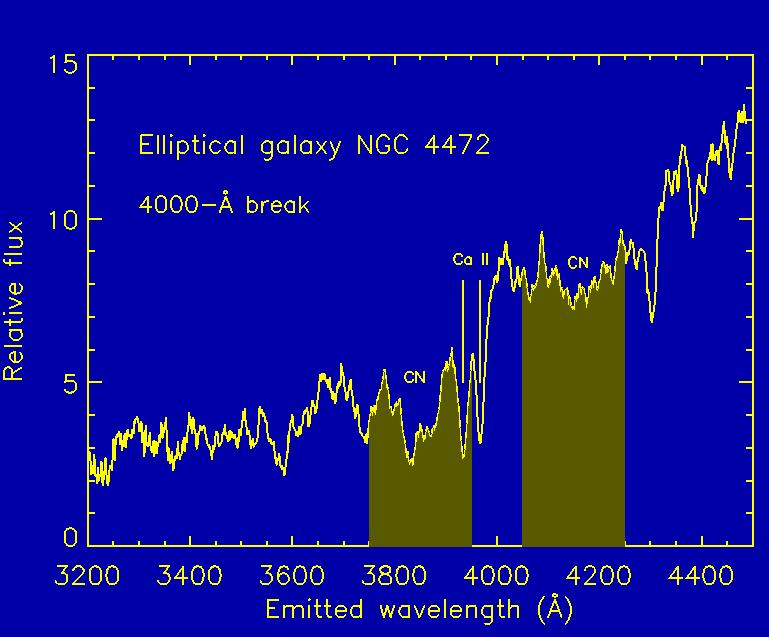 15
Elliptical galaxy NGC 4472
4000-Å break
10
Ca II
CN
Relative flux
5
CN
0
3200 3400 3600 3800 4000 4200 4400
Emitted wavelength (Å)